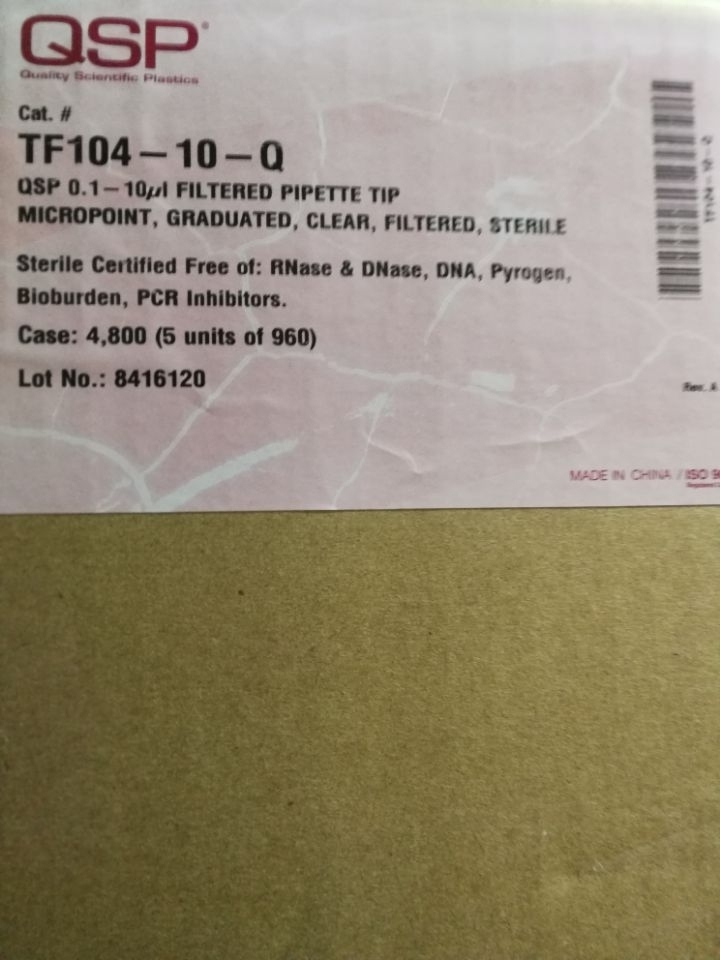 QSP®
Quality Scientific Plastics
Cat. #
TF104-10-Q
QSP 0.1-10µl FILTERED PIPETTE TIP
MICROPOINT, GRADUATED, CLEAR, FILTERED, STERILE
Sterile Certified Free of: RNase & DNase, DNA, Pyrogen,
Bioburden, PCR Inhibitors.
Case: 4,800 (5 units of 960)
Lot No.: 8416120
Rev. A
MADE IN CHINA / ISO